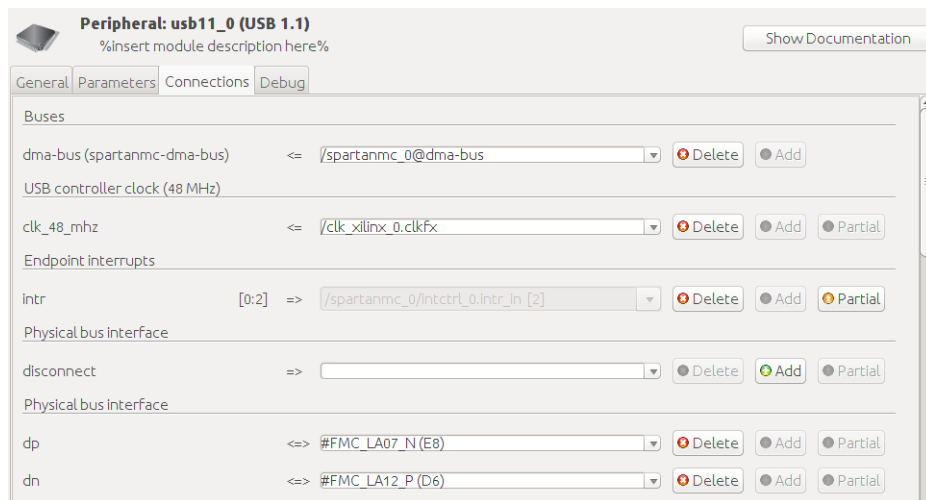 Peripheral: usb11_0 (USB 1.1)
%insert module description here%
Show Documentation
General Parameters Connections Debug
Buses
dma-bus (spartanmc-dma-bus) <= /spartanmc_0@dma-bus Delete Add
USB controller clock (48 MHz)
clk_48_mhz <= /clk_xilinx_0.clkfx Delete Add Partial
Endpoint interrupts
intr [0:2] => /spartanmc_0/intctrl_0.intr_in [2] Delete Add Partial
Physical bus interface
disconnect => Delete Add Partial
Physical bus interface
dp <=> #FMC_LA07_N (E8) Delete Add Partial
dn <=> #FMC_LA12_P (D6) Delete Add Partial